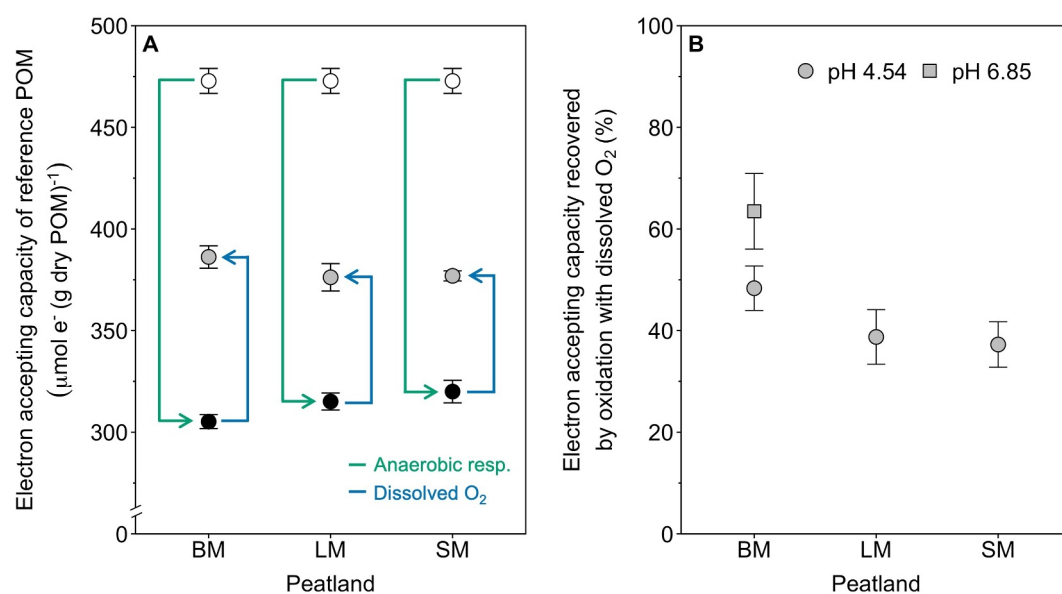 Electron accepting capacity of reference POM
(μmol e⁻ (g dry POM)⁻¹)
500
450
400
350
300
0
A
Anaerobic resp.
Dissolved O₂
BM
LM
SM
Peatland
Electron accepting capacity recovered
by oxidation with dissolved O₂ (%)
100
80
60
40
20
0
B
pH 4.54
pH 6.85
BM
LM
SM
Peatland